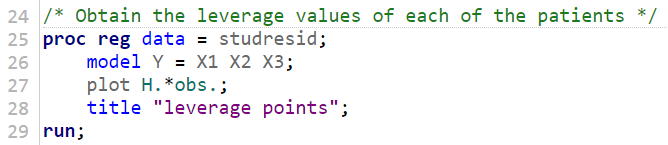 24 /* Obtain the leverage values of each of the patients */
25 proc reg data = studresid;
26     model Y = X1 X2 X3;
27     plot H.*obs.;
28     title "leverage points";
29 run;